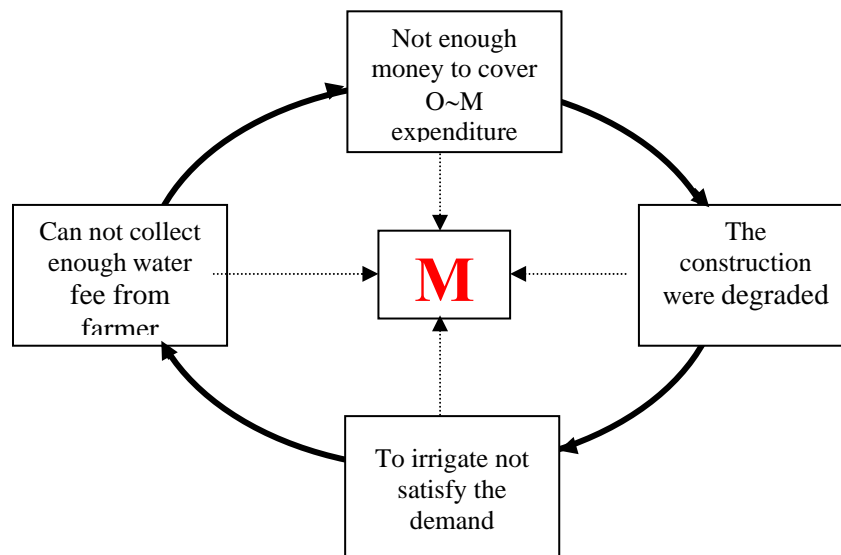 Not enough
money to cover
O~M
expenditure
Can not collect
enough water
fee from
farmer
M
The
construction
were degraded
To irrigate not
satisfy the
demand